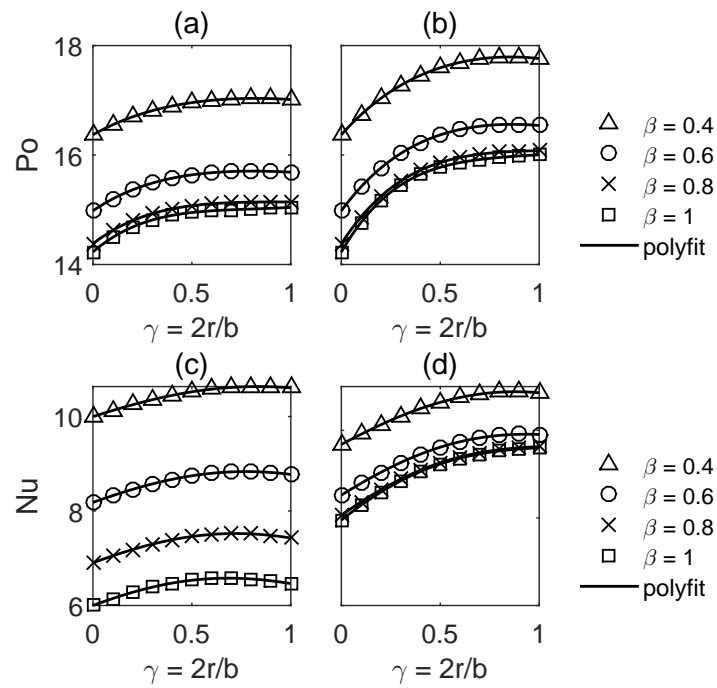 (a) (b)
Po
18
16
14
0 0.5 1
0 0.5 1
γ = 2r/b
γ = 2r/b
β = 0.4
β = 0.6
β = 0.8
β = 1
polyfit
(c) (d)
Nu
10
8
6
0 0.5 1
0 0.5 1
γ = 2r/b
γ = 2r/b
β = 0.4
β = 0.6
β = 0.8
β = 1
polyfit